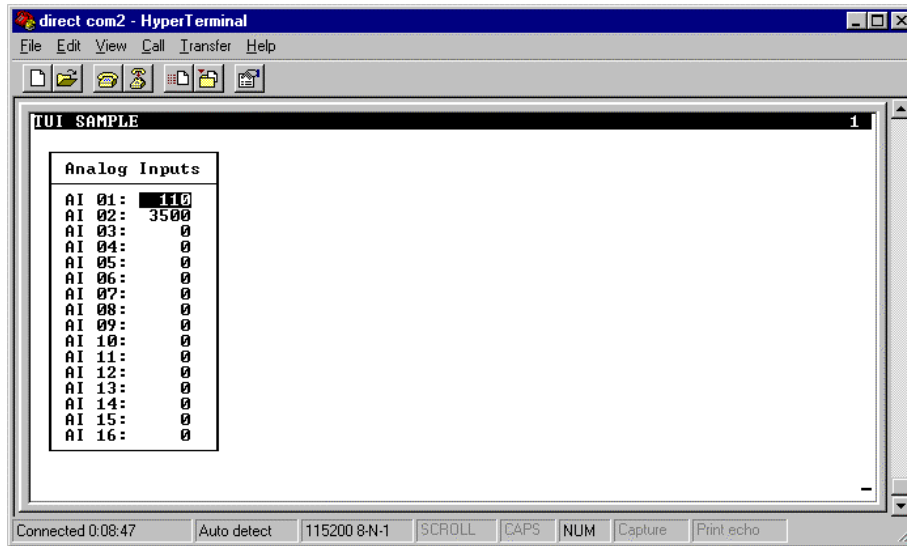 direct com2 - HyperTerminal
File Edit View Call Transfer Help
TUI SAMPLE 1
Analog Inputs
AI 01: 110
AI 02: 3500
AI 03: 0
AI 04: 0
AI 05: 0
AI 06: 0
AI 07: 0
AI 08: 0
AI 09: 0
AI 10: 0
AI 11: 0
AI 12: 0
AI 13: 0
AI 14: 0
AI 15: 0
AI 16: 0
Connected 0:08:47 Auto detect 115200 8-N-1 SCROLL CAPS NUM Capture Print echo